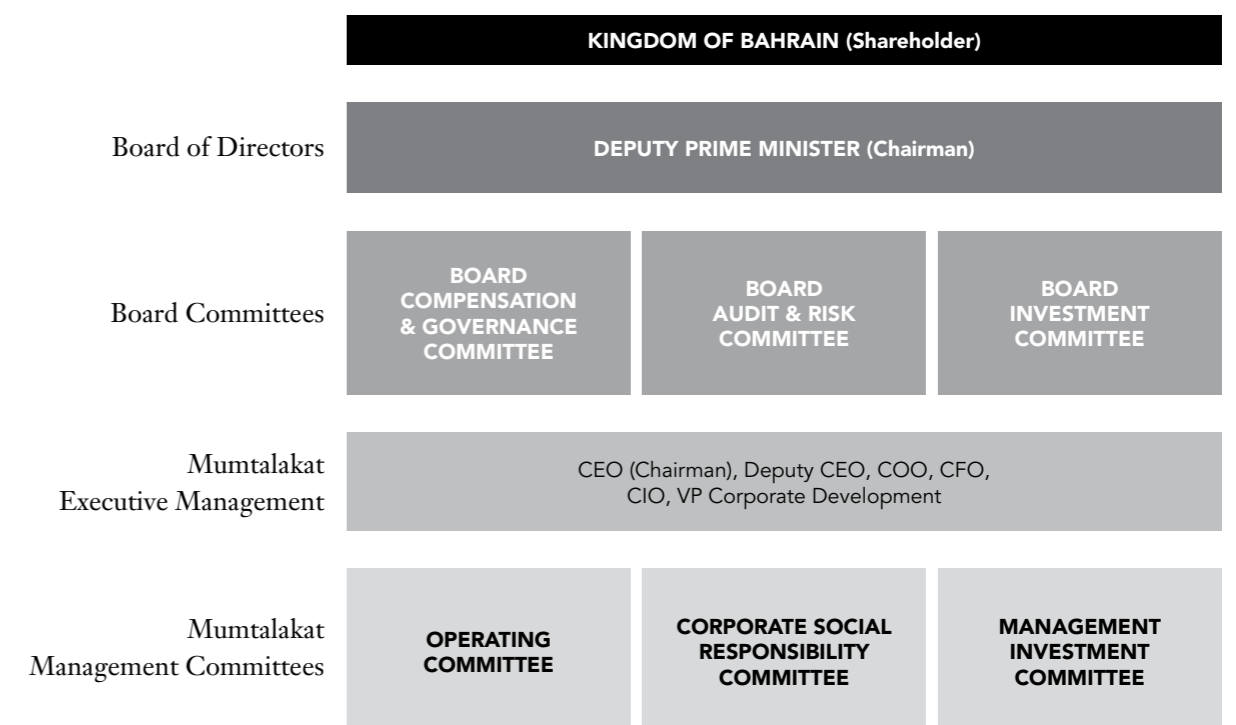 KINGDOM OF BAHRAIN (Shareholder)
Board of Directors
DEPUTY PRIME MINISTER (Chairman)
Board Committees
BOARD
COMPENSATION
& GOVERNANCE
COMMITTEE
BOARD
AUDIT & RISK
COMMITTEE
BOARD
INVESTMENT
COMMITTEE
Mumtalakat
Executive Management
CEO (Chairman), Deputy CEO, COO, CFO,
CIO, VP Corporate Development
Mumtalakat
Management Committees
OPERATING
COMMITTEE
CORPORATE SOCIAL
RESPONSIBILITY
COMMITTEE
MANAGEMENT
INVESTMENT
COMMITTEE